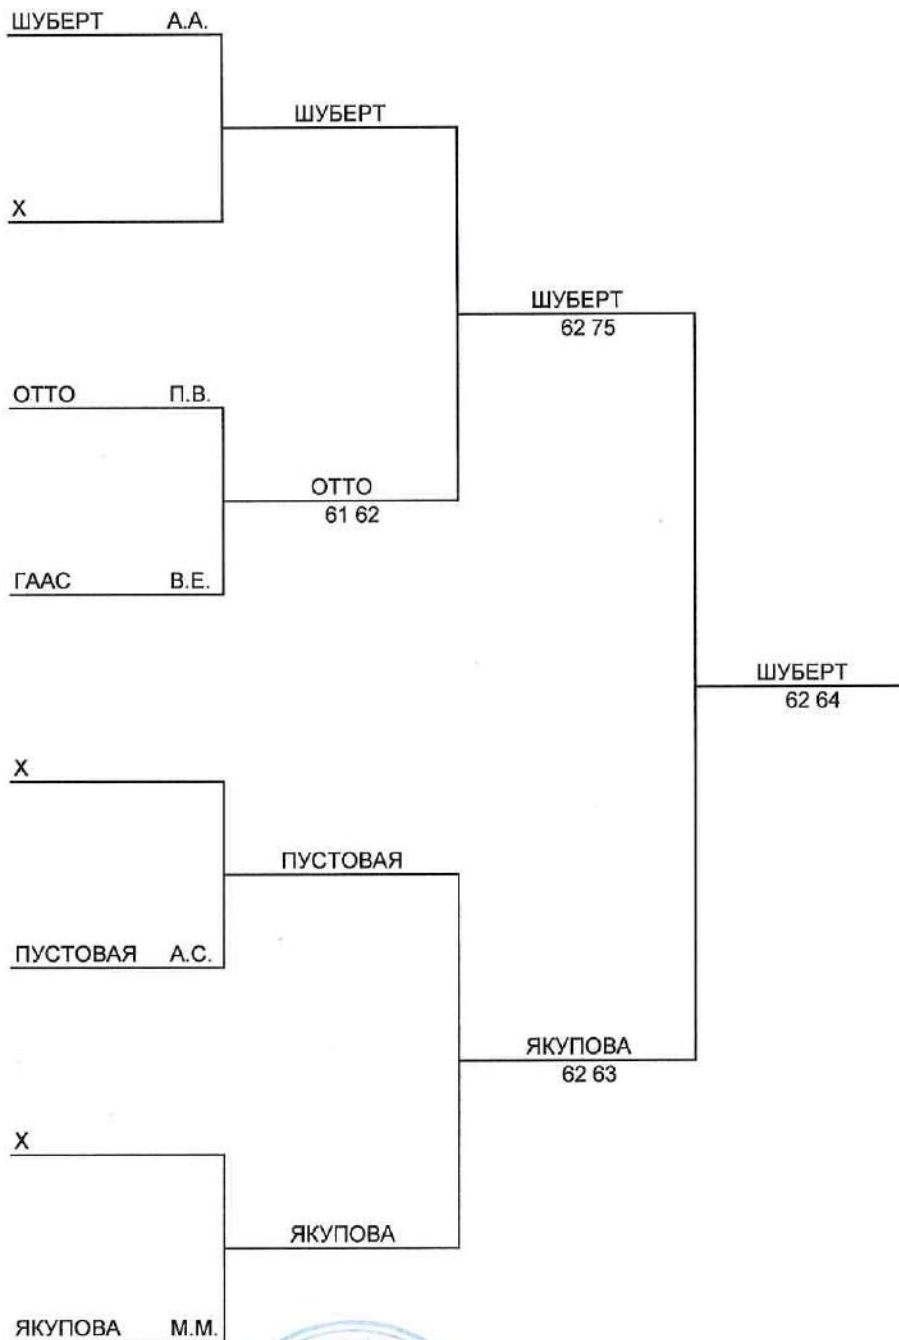 ШУБЕРТ А.А.
ШУБЕРТ
Х
ШУБЕРТ
62 75
ОТТО П.В.
ОТТО
61 62
ГААС В.Е.
ШУБЕРТ
62 64
Х
ПУСТОВАЯ
ПУСТОВАЯ А.С.
ЯКУПОВА
62 63
Х
ЯКУПОВА
ЯКУПОВА М.М.